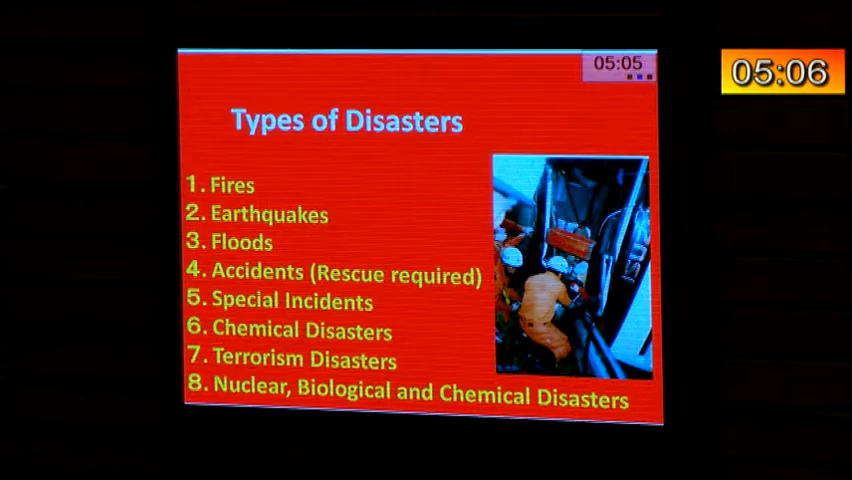 05:05
05:06
Types of Disasters
1. Fires
2. Earthquakes
3. Floods
4. Accidents (Rescue required)
5. Special Incidents
6. Chemical Disasters
7. Terrorism Disasters
8. Nuclear, Biological and Chemical Disasters
ISUZU